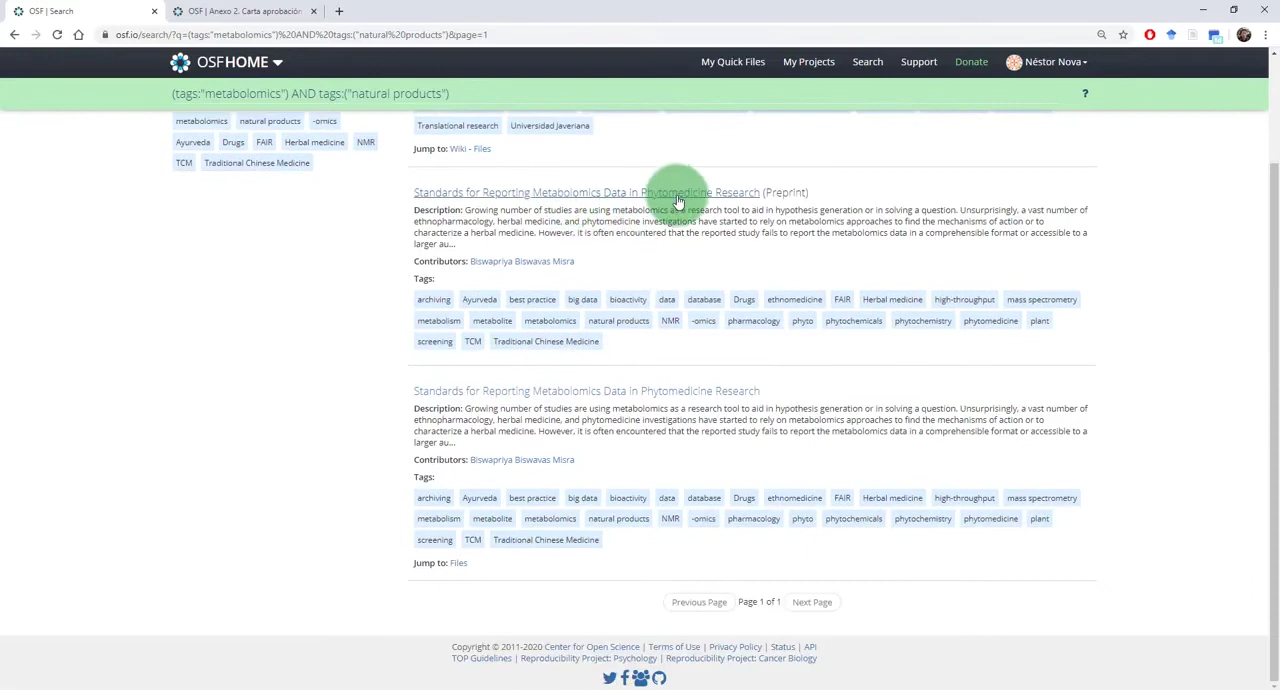 OSF | Search
OSF | Anexo 2. Carta aprobación
osf.io/search/?q=(tags:"metabolomics")%20AND%20tags:("natural%20products")&page=1
OSFHOME
My Quick Files
My Projects
Search
Support
Donate
Néstor Nova
(tags:"metabolomics") AND tags:("natural products")
?
metabolomics natural products -omics
Ayurveda Drugs FAIR Herbal medicine NMR
TCM Traditional Chinese Medicine
Translational research Universidad Javeriana
Jump to: Wiki - Files
Standards for Reporting Metabolomics Data in Phytomedicine Research (Preprint)
Description: Growing number of studies are using metabolomics as a research tool to aid in hypothesis generation or in solving a question. Unsurprisingly, a vast number of
ethnopharmacology, herbal medicine, and phytomedicine investigations have started to rely on metabolomics approaches to find the mechanisms of action or to
characterize a herbal medicine. However, it is often encountered that the reported study fails to report the metabolomics data in a comprehensible format or accessible to a
larger au...
Contributors: Biswapriya Biswavas Misra
Tags:
archiving Ayurveda best practice big data bioactivity data database Drugs ethnomedicine FAIR Herbal medicine high-throughput mass spectrometry
metabolism metabolite metabolomics natural products NMR -omics pharmacology phyto phytochemicals phytochemistry phytomedicine plant
screening TCM Traditional Chinese Medicine
Standards for Reporting Metabolomics Data in Phytomedicine Research
Description: Growing number of studies are using metabolomics as a research tool to aid in hypothesis generation or in solving a question. Unsurprisingly, a vast number of
ethnopharmacology, herbal medicine, and phytomedicine investigations have started to rely on metabolomics approaches to find the mechanisms of action or to
characterize a herbal medicine. However, it is often encountered that the reported study fails to report the metabolomics data in a comprehensible format or accessible to a
larger au...
Contributors: Biswapriya Biswavas Misra
Tags:
archiving Ayurveda best practice big data bioactivity data database Drugs ethnomedicine FAIR Herbal medicine high-throughput mass spectrometry
metabolism metabolite metabolomics natural products NMR -omics pharmacology phyto phytochemicals phytochemistry phytomedicine plant
screening TCM Traditional Chinese Medicine
Jump to: Files
Previous Page Page 1 of 1 Next Page
Copyright © 2011-2020 Center for Open Science | Terms of Use | Privacy Policy | Status | API
TOP Guidelines | Reproducibility Project: Psychology | Reproducibility Project: Cancer Biology